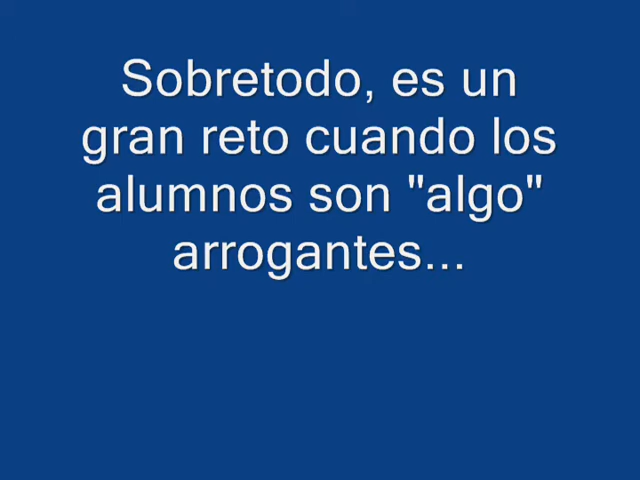 Sobretodo, es un
gran reto cuando los
alumnos son "algo"
arrogantes...